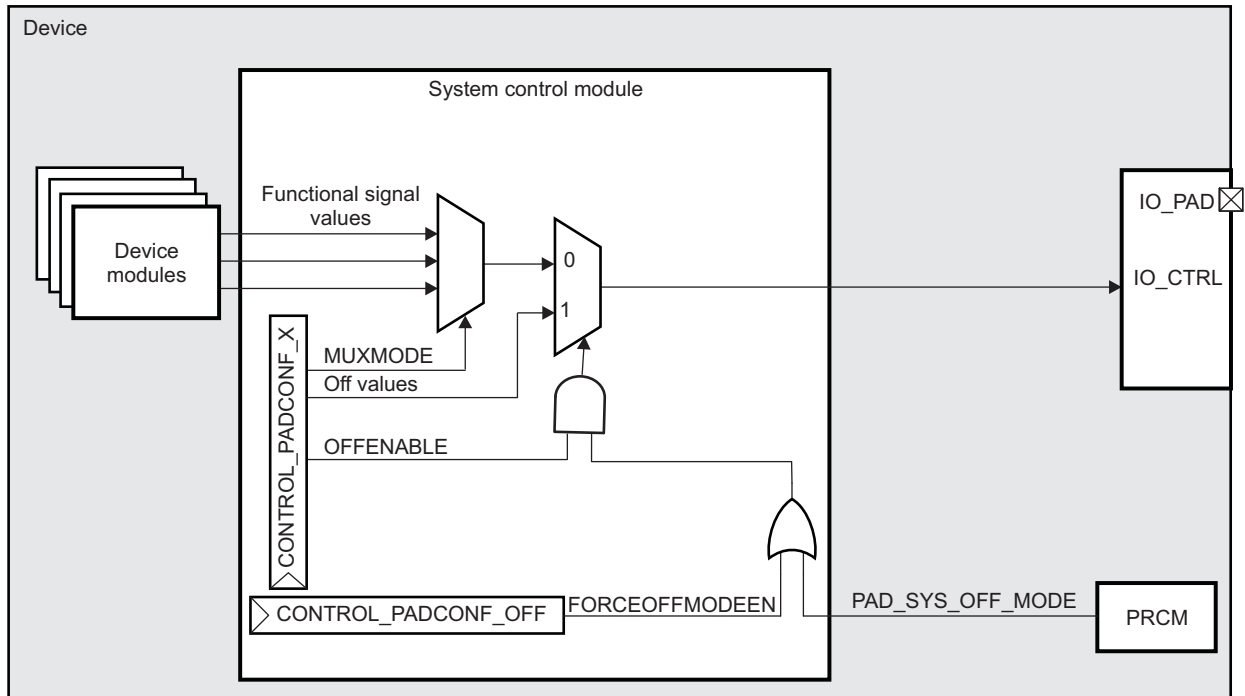 Device
System control module
Functional signal
values
Device
modules
0
1
IO_PAD
IO_CTRL
MUXMODE
Off values
OFFENABLE
CONTROL_PADCONF_X
CONTROL_PADCONF_OFF
FORCEOFFMODEEN
PAD_SYS_OFF_MODE
PRCM